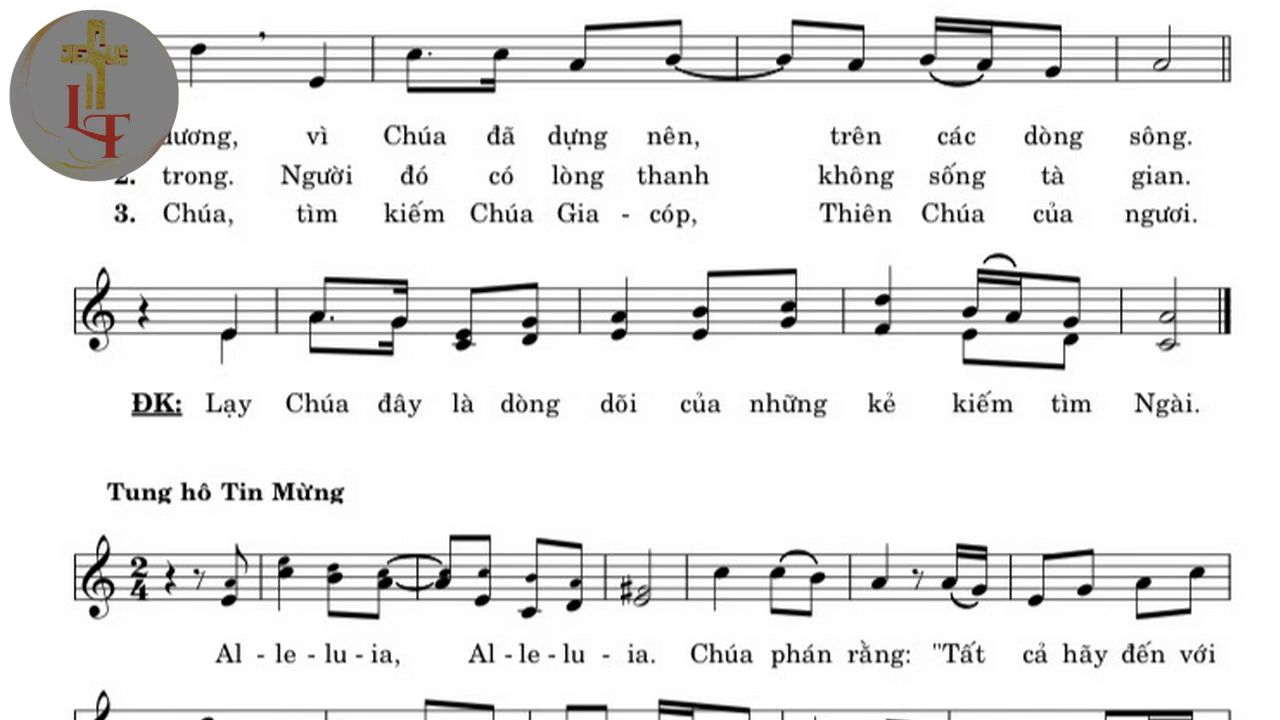 JESUS
LT
dương, vì Chúa đã dựng nên, trên các dòng sông.
2. trong. Người đó có lòng thanh không sống tà gian.
3. Chúa, tìm kiếm Chúa Gia - cóp, Thiên Chúa của ngươi.
ĐK: Lạy Chúa đây là dòng dõi của những kẻ kiếm tìm Ngài.
Tung hô Tin Mừng
2
4
Al - le - lu - ia, Al - le - lu - ia. Chúa phán rằng: "Tất cả hãy đến với